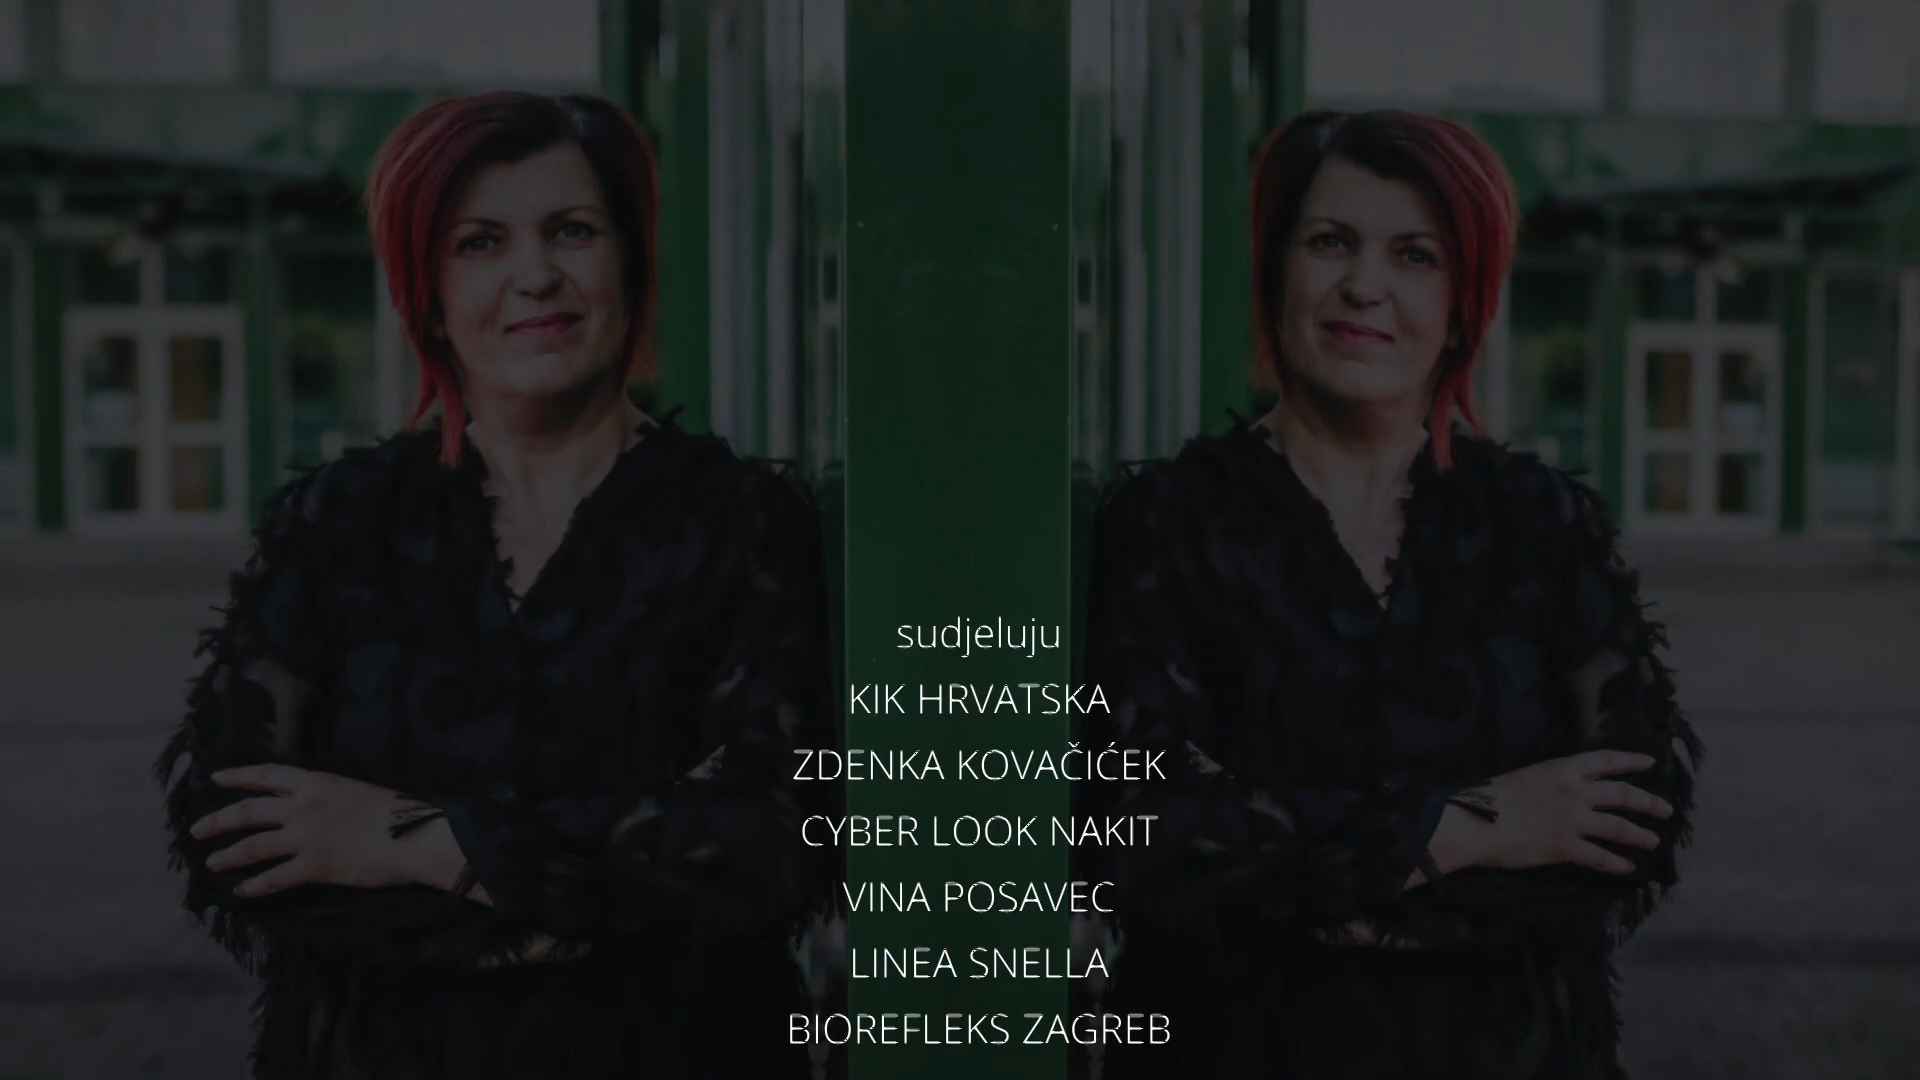 sudjeluju
KIK HRVATSKA
ZDENKA KOVAČIĆEK
CYBER LOOK NAKIT
VINA POSAVEC
LINEA SNELLA
BIOREFLEKS ZAGREB